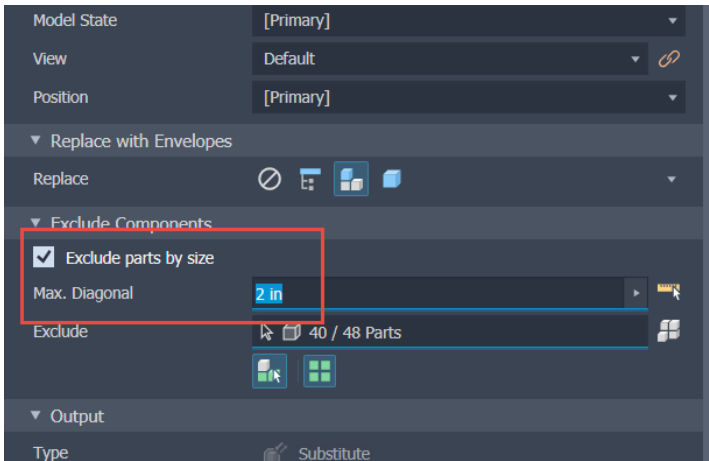 Model State [Primary]
View Default
Position [Primary]
Replace with Envelopes
Replace
Exclude Components
Exclude parts by size
Max. Diagonal 2 in
Exclude 40 / 48 Parts
Output
Type Substitute